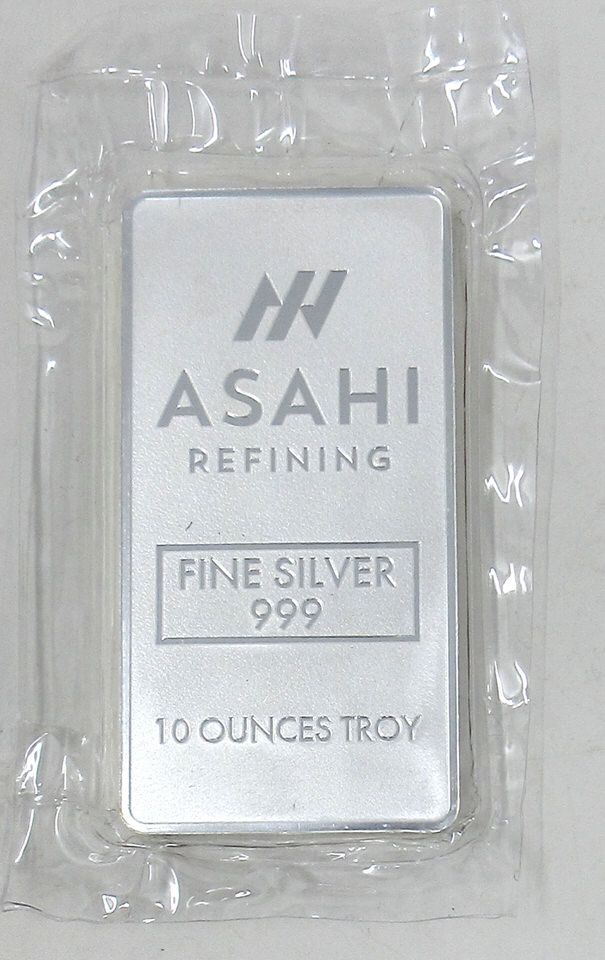 ASAHI
REFINING
FINE SILVER
999
10 OUNCES TROY